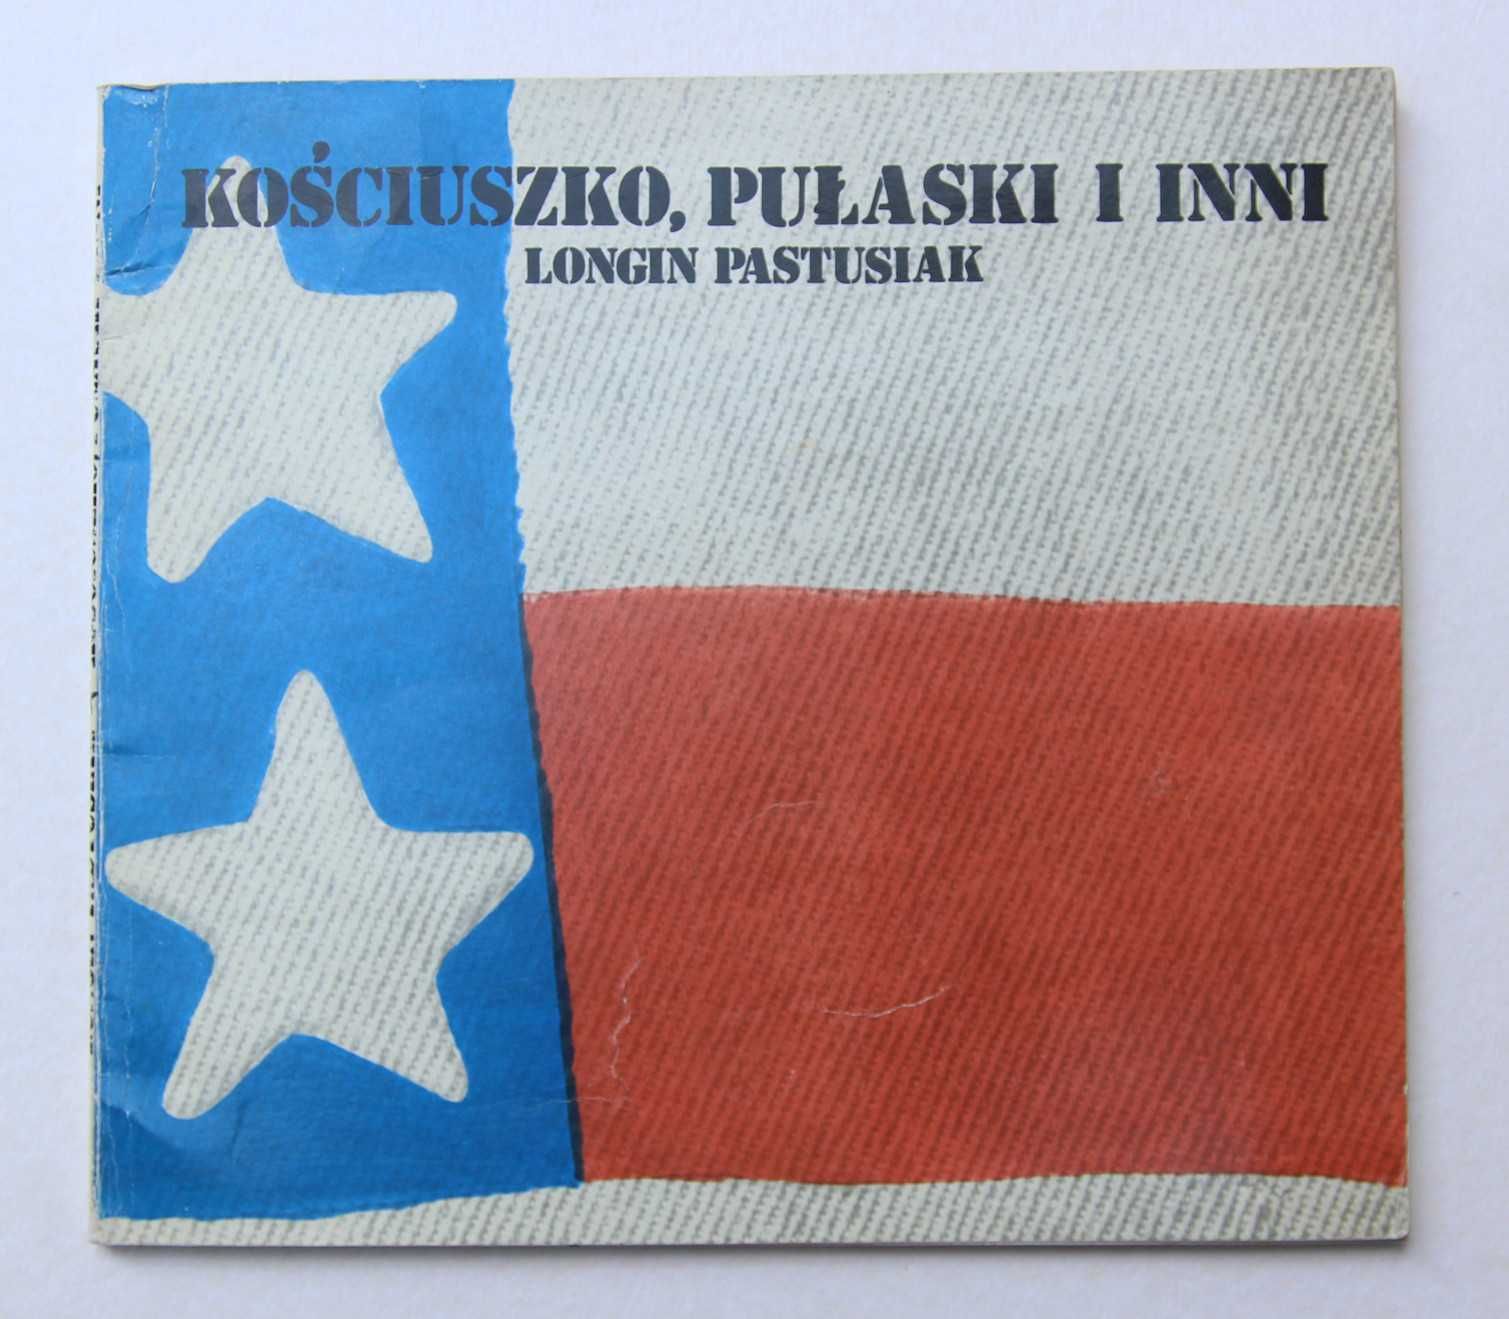 KOŚCIUSZKO, PUŁASKI I INNI
LONGIN PASTUSIAK